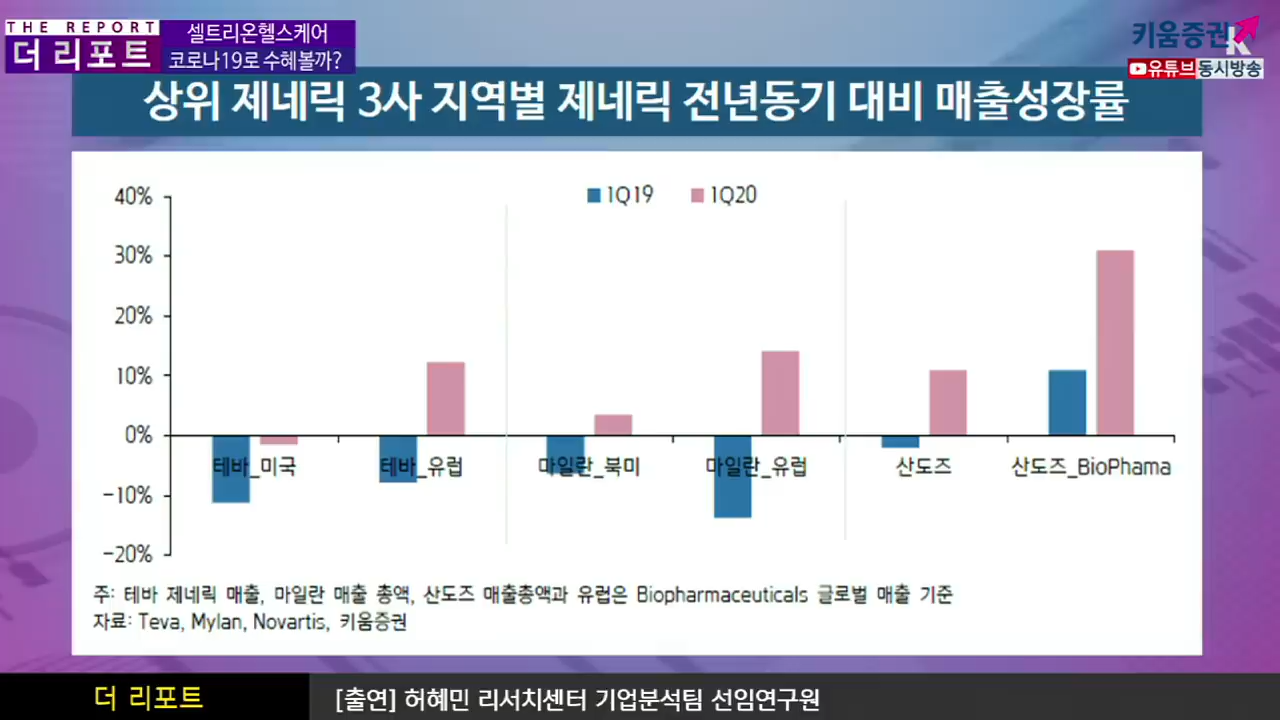 THE REPORT
더 리포트
셀트리온헬스케어
코로나19로 수혜볼까?
키움증권
유튜브 동시방송
상위 제네릭 3사 지역별 제네릭 전년동기 대비 매출성장률
1Q19 1Q20
40%
30%
20%
10%
0%
-10%
-20%
테바_미국 테바_유럽 마일란_북미 마일란_유럽 산도즈 산도즈_BioPhama
주: 테바 제네릭 매출, 마일란 매출 총액, 산도즈 매출총액과 유럽은 Biopharmaceuticals 글로벌 매출 기준
자료: Teva, Mylan, Novartis, 키움증권
더 리포트
[출연] 허혜민 리서치센터 기업분석팀 선임연구원